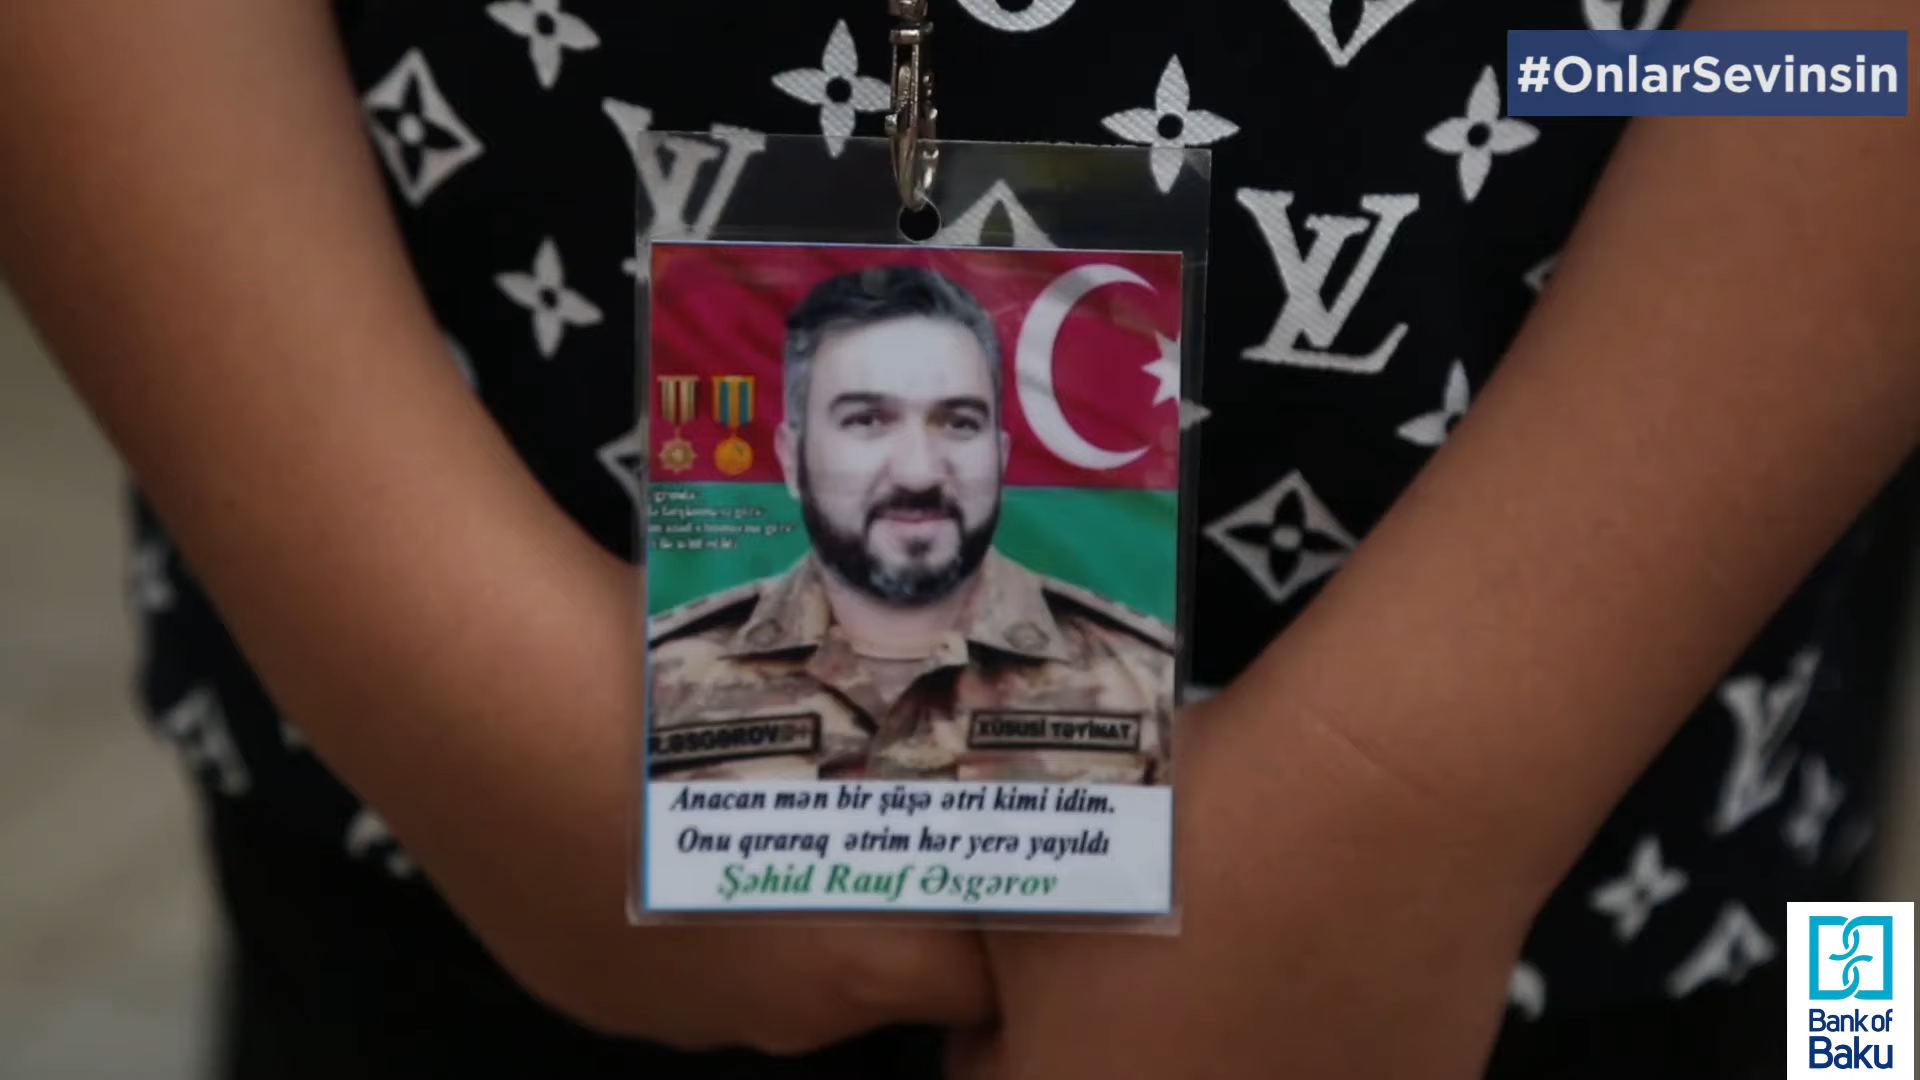 #OnlarSevinsin
R.ƏSGƏROV
XÜSUSİ TƏYİNAT
Anacan mən bir şüşə ətri kimi idim.
Onu qıraraq ətrim hər yerə yayıldı
Şəhid Rauf Əsgərov
Bank of
Baku